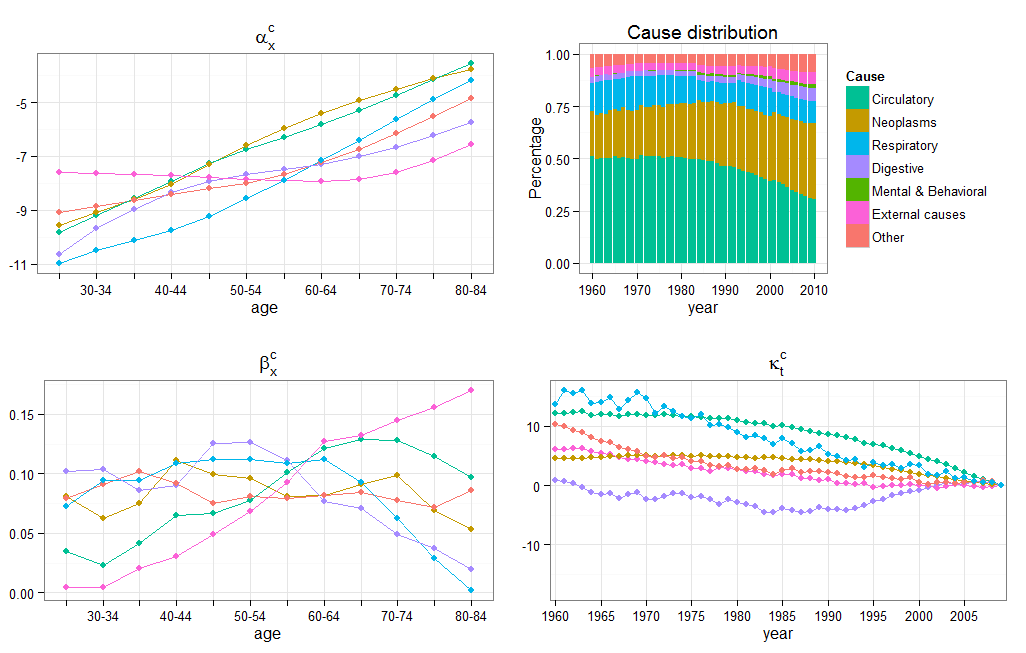 α_x^c
-5
-7
-9
-11
30-34 40-44 50-54 60-64 70-74 80-84
age
Cause distribution
Percentage
1.00
0.75
0.50
0.25
0.00
1960 1970 1980 1990 2000 2010
year
Cause
Circulatory
Neoplasms
Respiratory
Digestive
Mental & Behavioral
External causes
Other
β_x^c
0.15
0.10
0.05
0.00
30-34 40-44 50-54 60-64 70-74 80-84
age
κ_t^c
10
0
-10
1960 1965 1970 1975 1980 1985 1990 1995 2000 2005
year